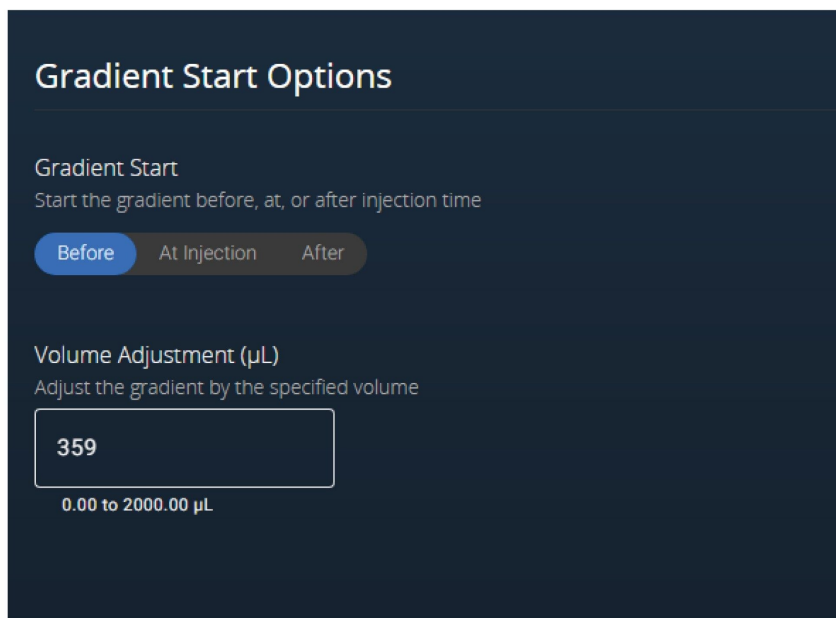 Gradient Start Options
Gradient Start
Start the gradient before, at, or after injection time
Before At Injection After
Volume Adjustment (µL)
Adjust the gradient by the specified volume
359
0.00 to 2000.00 µL